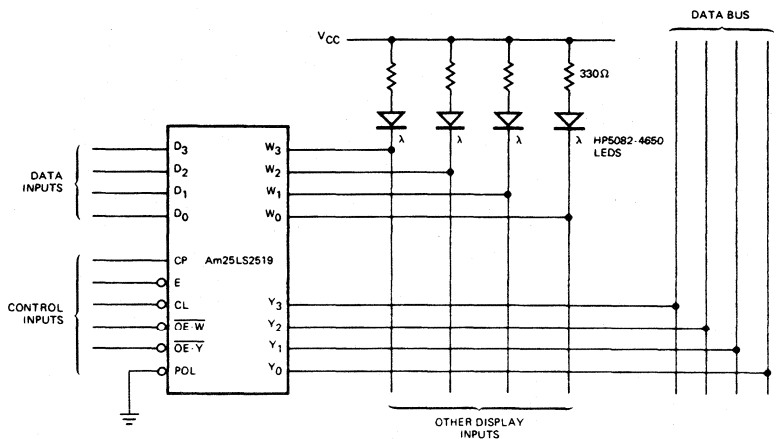 DATA BUS
VCC
330Ω
λ λ λ λ
HP5082-4650
LEDS
DATA
INPUTS
D3
D2
D1
D0
W3
W2
W1
W0
CP
Am25LS2519
E
CL
OE-W
OE-Y
POL
CONTROL
INPUTS
Y3
Y2
Y1
Y0
OTHER DISPLAY
INPUTS